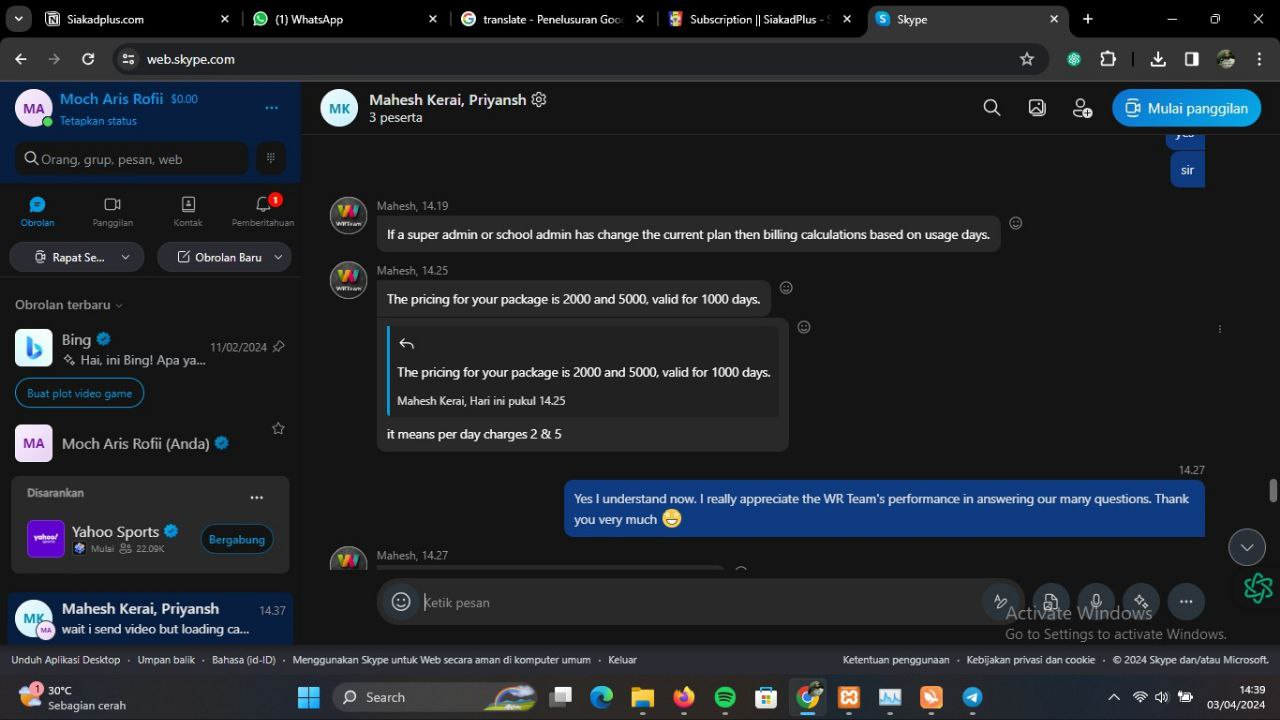 Siakadplus.com
(1) WhatsApp
translate - Penelusuran Goo
Subscription || SiakadPlus - S
Skype
web.skype.com
MA
Moch Aris Rofii $0.00
Tetapkan status
Orang, grup, pesan, web
Obrolan
Panggilan
Kontak
1
Pemberitahuan
Rapat Se...
Obrolan Baru
Obrolan terbaru
Bing
11/02/2024
Hai, ini Bing! Apa ya...
Buat plot video game
MA
Moch Aris Rofii (Anda)
Disarankan
yahoo!
Yahoo Sports
Mulai 22.09K
Bergabung
MK
MA
Mahesh Kerai, Priyansh
14.37
wait i send video but loading ca...
MK
Mahesh Kerai, Priyansh
3 peserta
Mulai panggilan
yes
sir
Mahesh, 14.19
WRTeam
If a super admin or school admin has change the current plan then billing calculations based on usage days.
Mahesh, 14.25
WRTeam
The pricing for your package is 2000 and 5000, valid for 1000 days.
The pricing for your package is 2000 and 5000, valid for 1000 days.
Mahesh Kerai, Hari ini pukul 14.25
it means per day charges 2 & 5
14.27
Yes I understand now. I really appreciate the WR Team's performance in answering our many questions. Thank
you very much
Mahesh, 14.27
Ketik pesan
Activate Windows
Go to Settings to activate Windows.
Unduh Aplikasi Desktop • Umpan balik • Bahasa (id-ID) • Menggunakan Skype untuk Web secara aman di komputer umum • Keluar
Ketentuan penggunaan • Kebijakan privasi dan cookie • © 2024 Skype dan/atau Microsoft.
1
30°C
Sebagian cerah
Search
14:39
03/04/2024